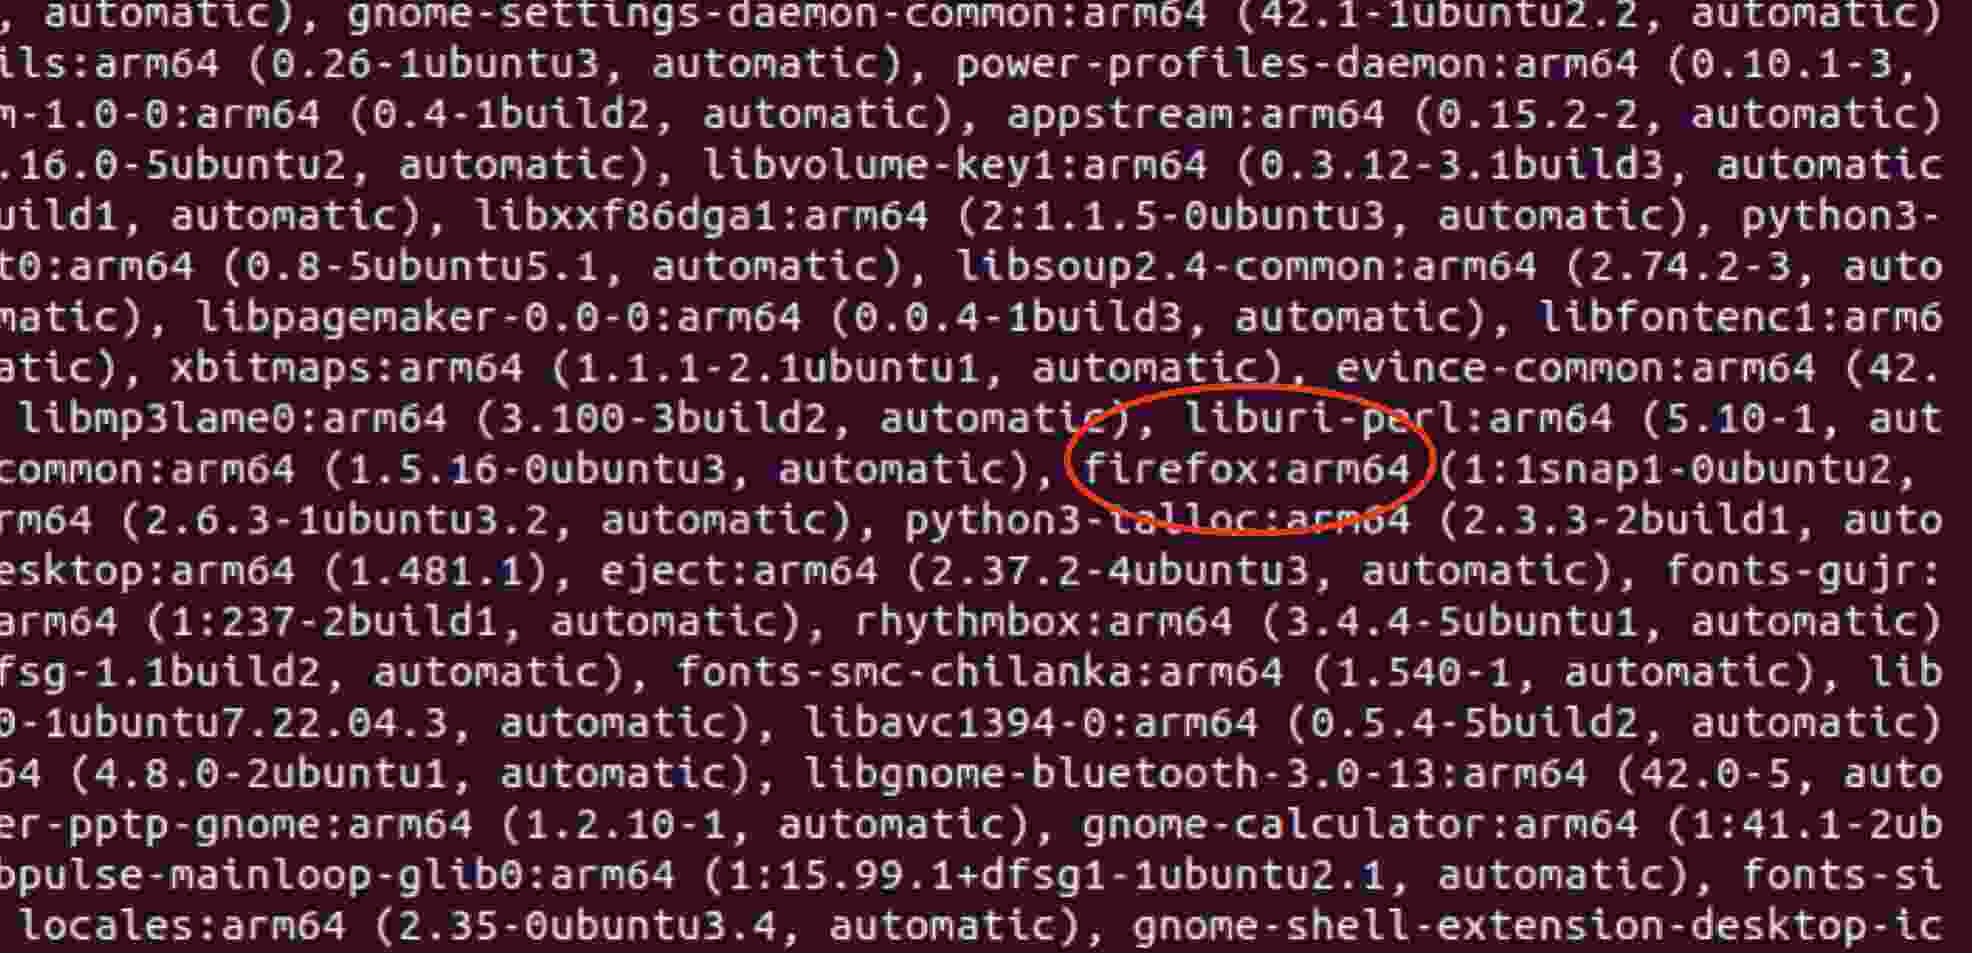 , automatic), gnome-settings-daemon-common:arm64 (42.1-1ubuntu2.2, automatic)
ils:arm64 (0.26-1ubuntu3, automatic), power-profiles-daemon:arm64 (0.10.1-3,
m-1.0-0:arm64 (0.4-1build2, automatic), appstream:arm64 (0.15.2-2, automatic)
.16.0-5ubuntu2, automatic), libvolume-key1:arm64 (0.3.12-3.1build3, automatic
uild1, automatic), libxxf86dga1:arm64 (2:1.1.5-0ubuntu3, automatic), python3-
t0:arm64 (0.8-5ubuntu5.1, automatic), libsoup2.4-common:arm64 (2.74.2-3, auto
matic), libpagemaker-0.0-0:arm64 (0.0.4-1build3, automatic), libfontenc1:arm6
atic), xbitmaps:arm64 (1.1.1-2.1ubuntu1, automatic), evince-common:arm64 (42.
libmp3lame0:arm64 (3.100-3build2, automatic), liburi-perl:arm64 (5.10-1, aut
common:arm64 (1.5.16-0ubuntu3, automatic), firefox:arm64 (1:1snap1-0ubuntu2,
rm64 (2.6.3-1ubuntu3.2, automatic), python3-talloc:arm64 (2.3.3-2build1, auto
esktop:arm64 (1.481.1), eject:arm64 (2.37.2-4ubuntu3, automatic), fonts-gujr:
arm64 (1:237-2build1, automatic), rhythmbox:arm64 (3.4.4-5ubuntu1, automatic)
fsg-1.1build2, automatic), fonts-smc-chilanka:arm64 (1.540-1, automatic), lib
0-1ubuntu7.22.04.3, automatic), libavc1394-0:arm64 (0.5.4-5build2, automatic)
64 (4.8.0-2ubuntu1, automatic), libgnome-bluetooth-3.0-13:arm64 (42.0-5, auto
er-pptp-gnome:arm64 (1.2.10-1, automatic), gnome-calculator:arm64 (1:41.1-2ub
bpulse-mainloop-glib0:arm64 (1:15.99.1+dfsg1-1ubuntu2.1, automatic), fonts-si
locales:arm64 (2.35-0ubuntu3.4, automatic), gnome-shell-extension-desktop-ic